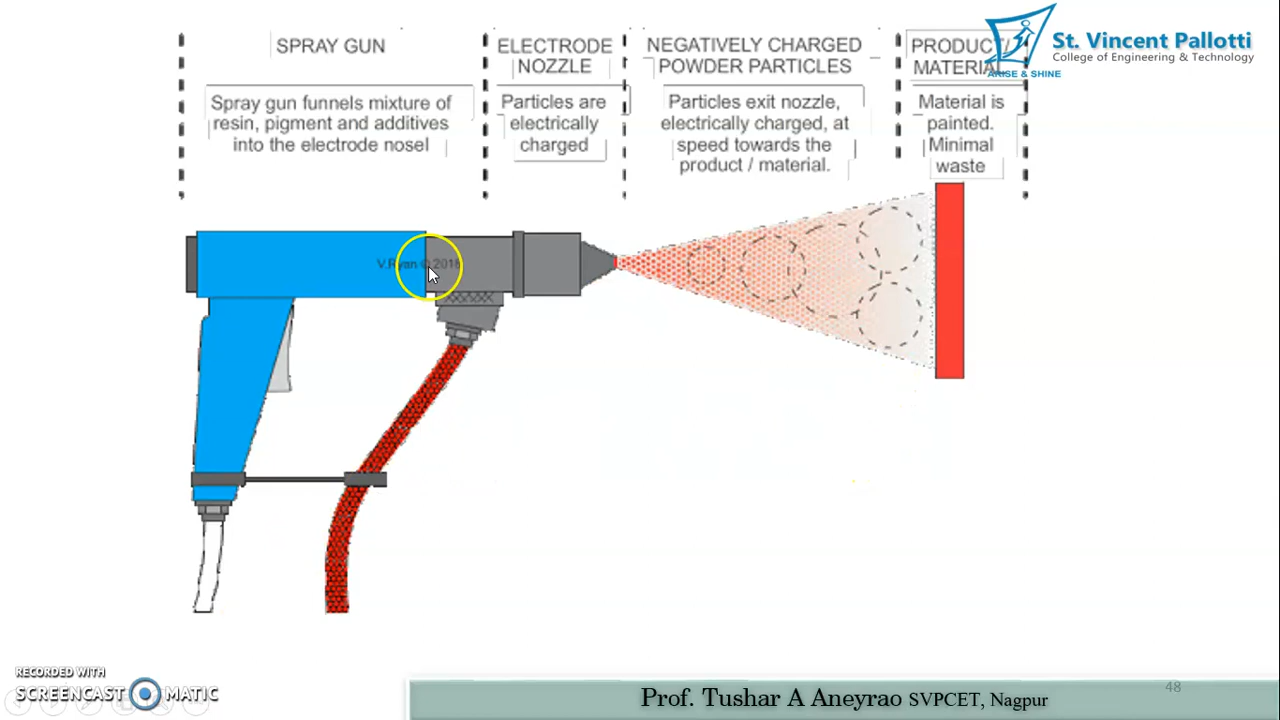 SPRAY GUN
Spray gun funnels mixture of
resin, pigment and additives
into the electrode nosel
ELECTRODE
NOZZLE
Particles are
electrically
charged
NEGATIVELY CHARGED
POWDER PARTICLES
Particles exit nozzle,
electrically charged, at
speed towards the
product / material.
PRODUCT
MATERIAL
Material is
painted.
Minimal
waste
St. Vincent Pallotti
College of Engineering & Technology
ARISE & SHINE
V.Ryan © 2018
RECORDED WITH
SCREENCAST MATIC
Prof. Tushar A Aneyrao SVPCET, Nagpur
48